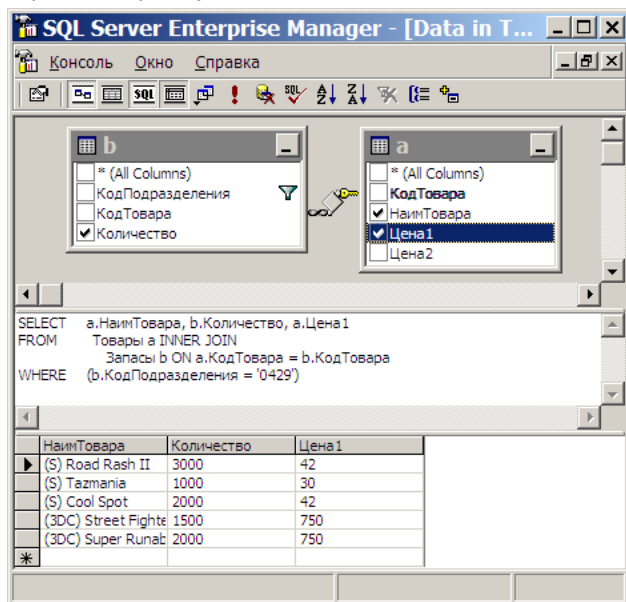 SQL Server Enterprise Manager - [Data in T...
Консоль Окно Справка
SQL SQL
b
* (All Columns)
КодПодразделения
КодТовара
Количество
a
* (All Columns)
КодТовара
НаимТовара
Цена1
Цена2
SELECT a.НаимТовара, b.Количество, a.Цена1
FROM Товары a INNER JOIN
Запасы b ON a.КодТовара = b.КодТовара
WHERE (b.КодПодразделения = '0429')
НаимТовара Количество Цена1
(S) Road Rash II 3000 42
(S) Tazmania 1000 30
(S) Cool Spot 2000 42
(3DC) Street Fighte 1500 750
(3DC) Super Runab 2000 750